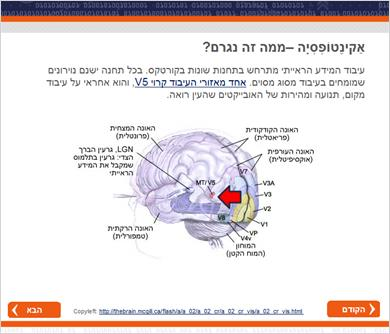 אַקִינֵטוֹפְּסְיָה –ממה זה נגרם?
עיבוד המידע הראייתי מתרחש בתחנות שונות בקורטקס. בכל תחנה ישנם נוירונים
שמומחים בעיבוד מסוג מסוים. אחד מאזורי העיבוד קרוי V5, והוא אחראי על עיבוד
מקום, תנועה ומהירות של האובייקטים שהעין רואה.
האונה הקודקודית
(פריאטלית)
האונה העורפית
(אוקסיפיטלית)
האונה המצחית
(פרונטלית)
LGN, גרעין הברך
הצדי: גרעין בתלמוס
שמקבל את המידע
הראייתי
האונה הרקתית
(טמפורלית)
המוחון
(המוח הקטן)
MT/V5
V7
V3A
V3
V2
V1
VP
V4v
V8
הקודם
Copyleft: http://thebrain.mcgill.ca/flash/a/a_02/a_02_cr/a_02_cr_vis/a_02_cr_vis.html
הבא